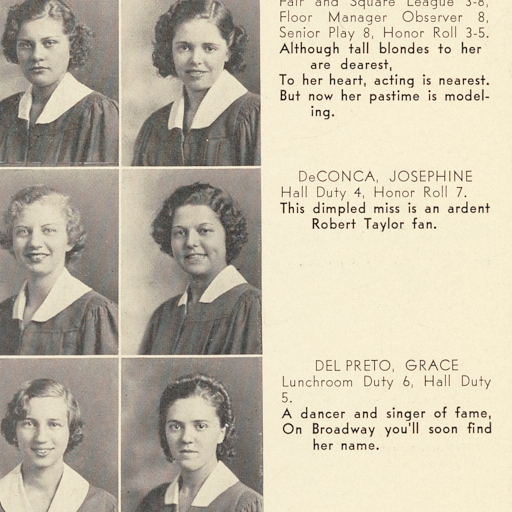 Fair and Square League 3-8,
Floor Manager Observer 8,
Senior Play 8, Honor Roll 3-5.
Although tall blondes to her
are dearest,
To her heart, acting is nearest.
But now her pastime is model-
ing.
DeCONCA, JOSEPHINE
Hall Duty 4, Honor Roll 7.
This dimpled miss is an ardent
Robert Taylor fan.
DEL PRETO, GRACE
Lunchroom Duty 6, Hall Duty
5.
A dancer and singer of fame,
On Broadway you'll soon find
her name.